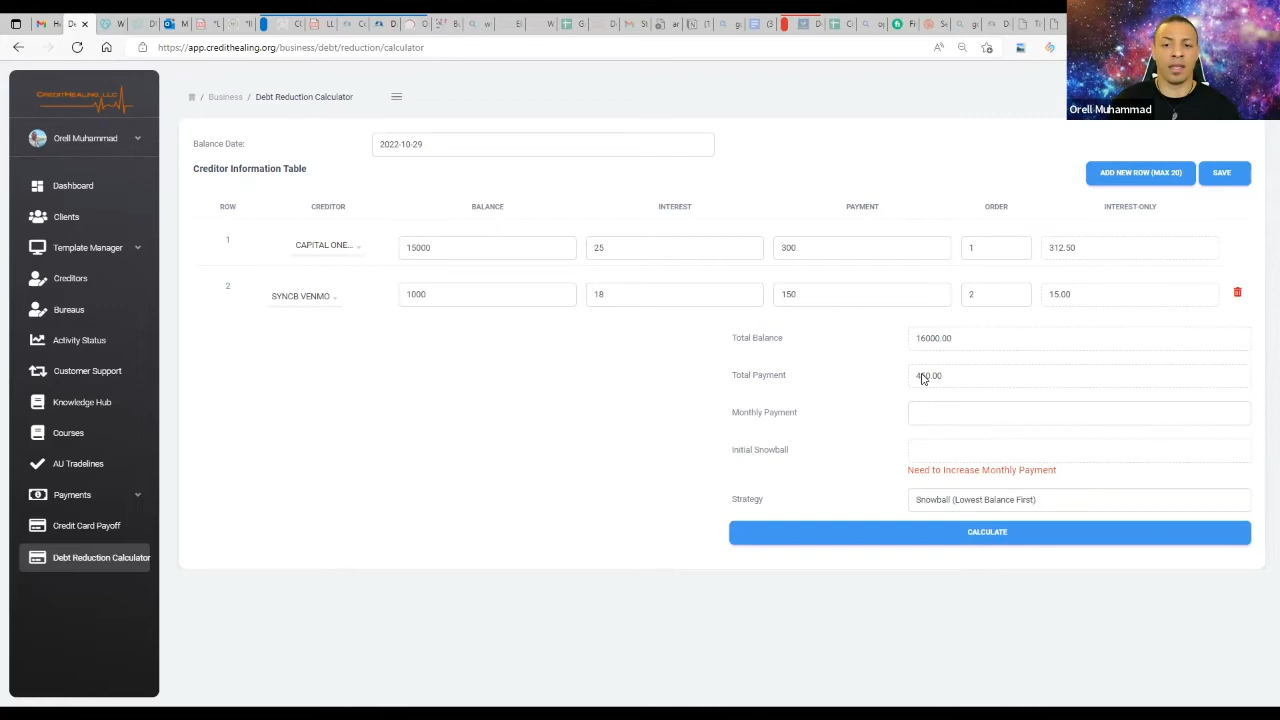 https://app.credithealing.org/business/debt/reduction/calculator
Orell Muhammad
CREDITHEALING, LLC
Orell Muhammad
Dashboard
Clients
Template Manager
Creditors
Bureaus
Activity Status
Customer Support
Knowledge Hub
Courses
AU Tradelines
Payments
Credit Card Payoff
Debt Reduction Calculator
/ Business / Debt Reduction Calculator
Balance Date: 2022-10-29
Creditor Information Table
ADD NEW ROW (MAX 20) SAVE
ROW CREDITOR BALANCE INTEREST PAYMENT ORDER INTEREST-ONLY
1 CAPITAL ONE... 15000 25 300 1 312.50
2 SYNCB VENMO 1000 18 150 2 15.00
Total Balance 16000.00
Total Payment 450.00
Monthly Payment
Initial Snowball
Need to Increase Monthly Payment
Strategy Snowball (Lowest Balance First)
CALCULATE